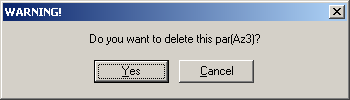 WARNING!
Do you want to delete this par(Az3)?
Yes
Cancel